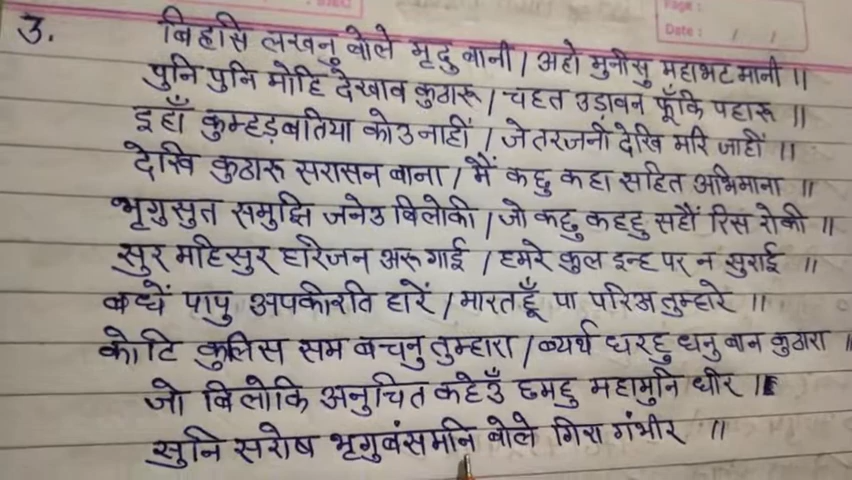 Page :
Date : / /
3. बिहसि लखनु बोले मृदु बानी / अहो मुनीसु महाभट मानी //
पुनि पुनि मोहि देखाव कुठारू / चहत उड़ावन फूँकि पहारू //
इहाँ कुम्हड़बतिया कोउ नाहीं / जे तरजनी देखि मरि जाहीं //
देखि कुठारू सरासन बाना / मैं कछु कहा सहित अभिमाना //
भृगुसुत समुझि जनेउ बिलोकी / जो कछु कहहु सहौं रिस रोकी //
सुर महिसुर हरिजन अरू गाई / हमरे कुल इन्ह पर न सुराई //
बधें पापु अपकीरति हारें / मारतहूँ पा परिअ तुम्हारे //
कोटि कुलिस सम बचनु तुम्हारा / ब्यर्थ धरहु धनु बान कुठारा //
जो बिलोकि अनुचित कहेउँ छमहु महामुनि धीर //
सुनि सरोष भृगुबंसमनि बोले गिरा गंभीर //